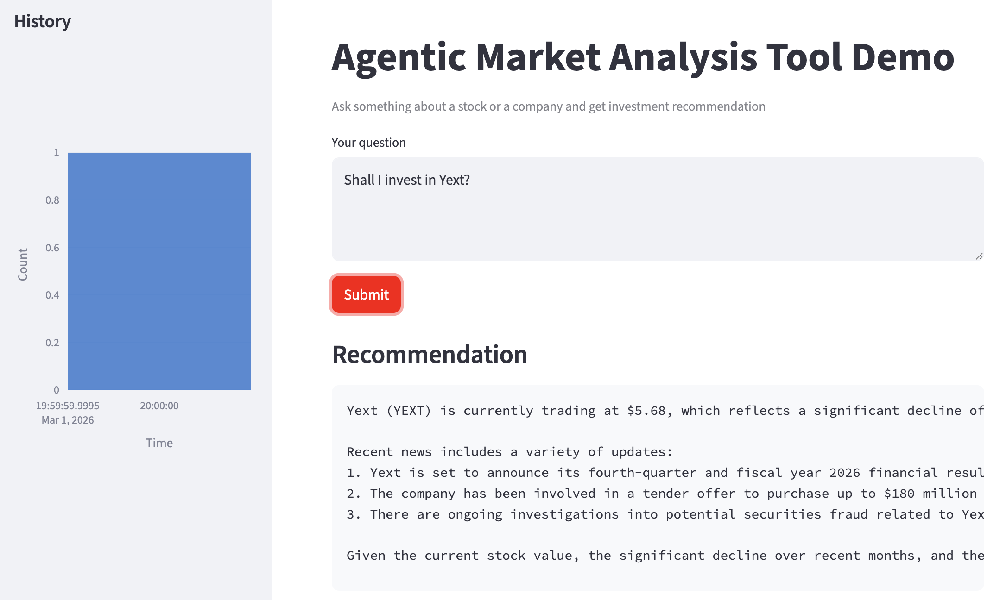 History
1
0.8
0.6
0.4
0.2
0
Count
19:59:59.9995
20:00:00
Mar 1, 2026
Time
Agentic Market Analysis Tool Demo
Ask something about a stock or a company and get investment recommendation
Your question
Shall I invest in Yext?
Submit
Recommendation
Yext (YEXT) is currently trading at $5.68, which reflects a significant decline of
Recent news includes a variety of updates:
1. Yext is set to announce its fourth-quarter and fiscal year 2026 financial resul
2. The company has been involved in a tender offer to purchase up to $180 million
3. There are ongoing investigations into potential securities fraud related to Yex
Given the current stock value, the significant decline over recent months, and the